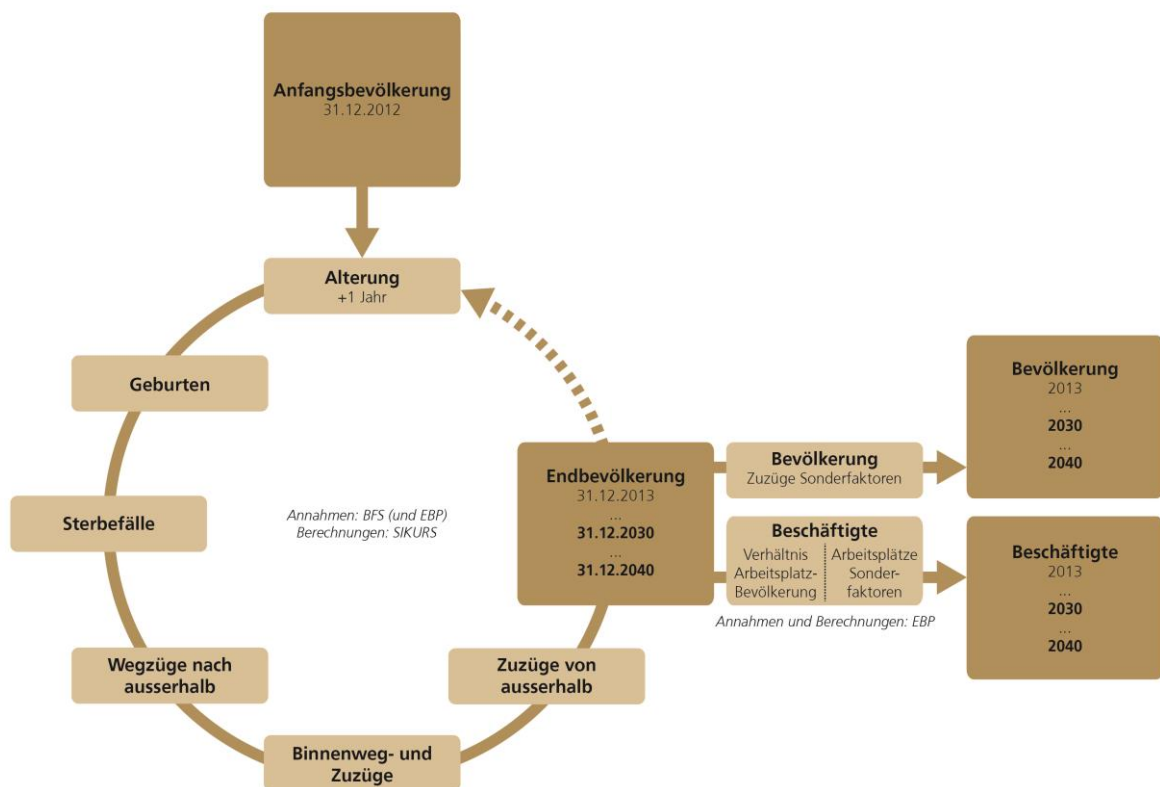 Anfangsbevölkerung
31.12.2012
Alterung
+1 Jahr
Geburten
Sterbefälle
Wegzüge nach
ausserhalb
Binnenweg- und
Zuzüge
Zuzüge von
ausserhalb
Annahmen: BFS (und EBP)
Berechnungen: SIKURS
Endbevölkerung
31.12.2013
...
31.12.2030
...
31.12.2040
Bevölkerung
Zuzüge Sonderfaktoren
Beschäftigte
Verhältnis
Arbeitsplatz-
Bevölkerung
Arbeitsplätze
Sonder-
faktoren
Annahmen und Berechnungen: EBP
Bevölkerung
2013
...
2030
...
2040
Beschäftigte
2013
...
2030
...
2040